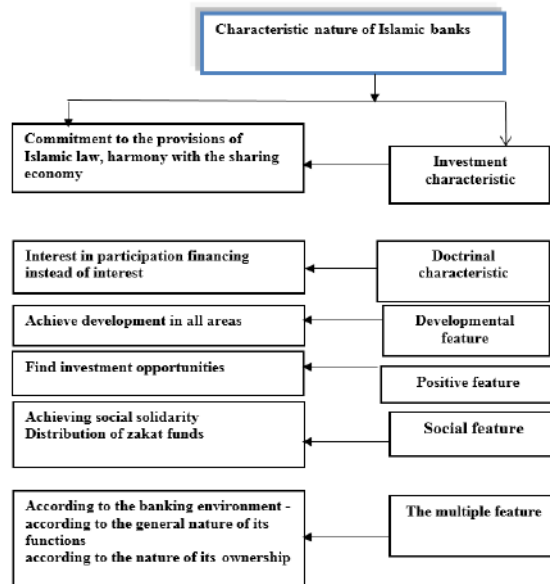 Characteristic nature of Islamic banks
Commitment to the provisions of
Islamic law, harmony with the sharing
economy
Investment
characteristic
Interest in participation financing
instead of interest
Doctrinal
characteristic
Achieve development in all areas
Developmental
feature
Find investment opportunities
Positive feature
Achieving social solidarity
Distribution of zakat funds
Social feature
According to the banking environment -
according to the general nature of its
functions
according to the nature of its ownership
The multiple feature